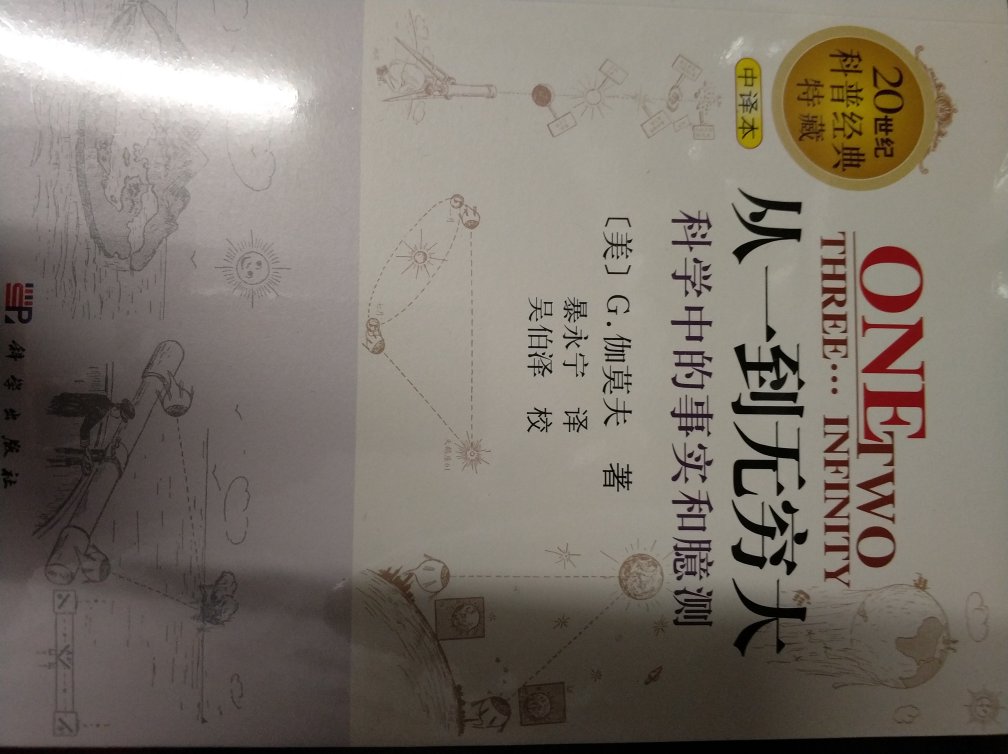 20世纪
科普经典
特藏
中译本
ONE TWO
THREE… INFINITY
从一到无穷大
科学中的事实和臆测
〔美〕G.伽莫夫 著
暴永宁 译
吴伯泽 校
科学出版社